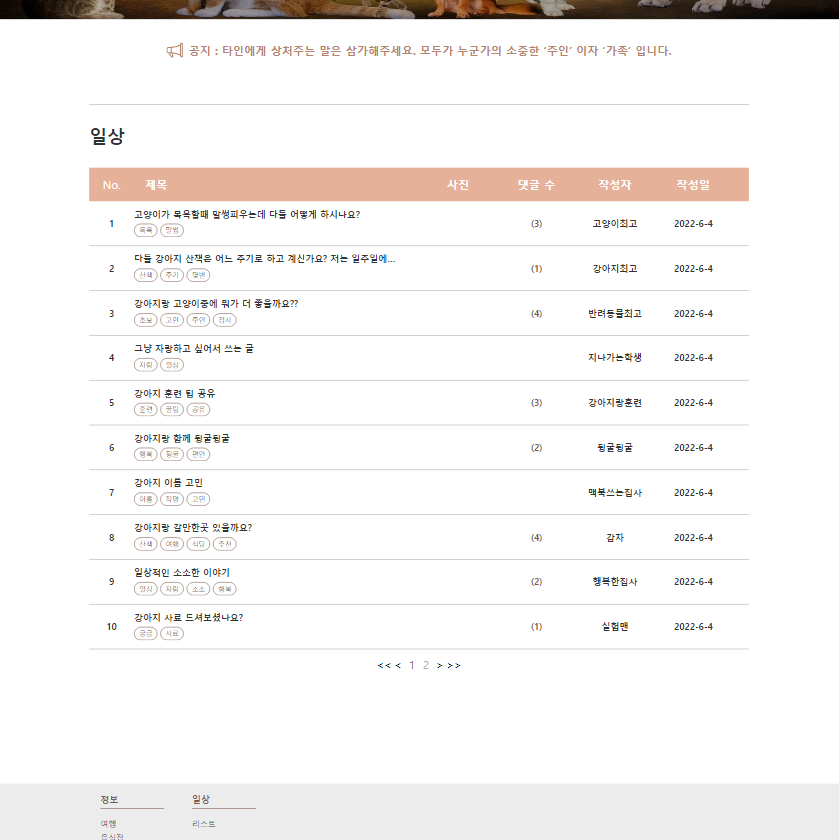 공지 : 타인에게 상처주는 말은 삼가해주세요. 모두가 누군가의 소중한 '주인' 이자 '가족' 입니다.
일상
No. 제목 사진 댓글 수 작성자 작성일
1 고양이가 목욕할때 말썽피우는데 다들 어떻게 하시나요? (3) 고양이최고 2022-6-4
목욕 말썽
2 다들 강아지 산책은 어느 주기로 하고 계신가요? 저는 일주일에... (1) 강아지최고 2022-6-4
산책 주기 몇번
3 강아지랑 고양이중에 뭐가 더 좋을까요?? (4) 반려동물최고 2022-6-4
초보 고민 주인 집사
4 그냥 자랑하고 싶어서 쓰는 글 지나가는학생 2022-6-4
자랑 일상
5 강아지 훈련 팁 공유 (3) 강아지랑훈련 2022-6-4
훈련 꿀팁 공유
6 강아지랑 함께 뒹굴뒹굴 (2) 뒹굴뒹굴 2022-6-4
행복 뒹굴 편안
7 강아지 이름 고민 맥북쓰는집사 2022-6-4
이름 작명 고민
8 강아지랑 갈만한곳 있을까요? (4) 감자 2022-6-4
산책 여행 식당 추천
9 일상적인 소소한 이야기 (2) 행복한집사 2022-6-4
일상 자랑 소소 행복
10 강아지 사료 드셔보셨나요? (1) 실험맨 2022-6-4
궁금 사료
<< < 1 2 > >>
정보 일상
여행 리스트
음식점